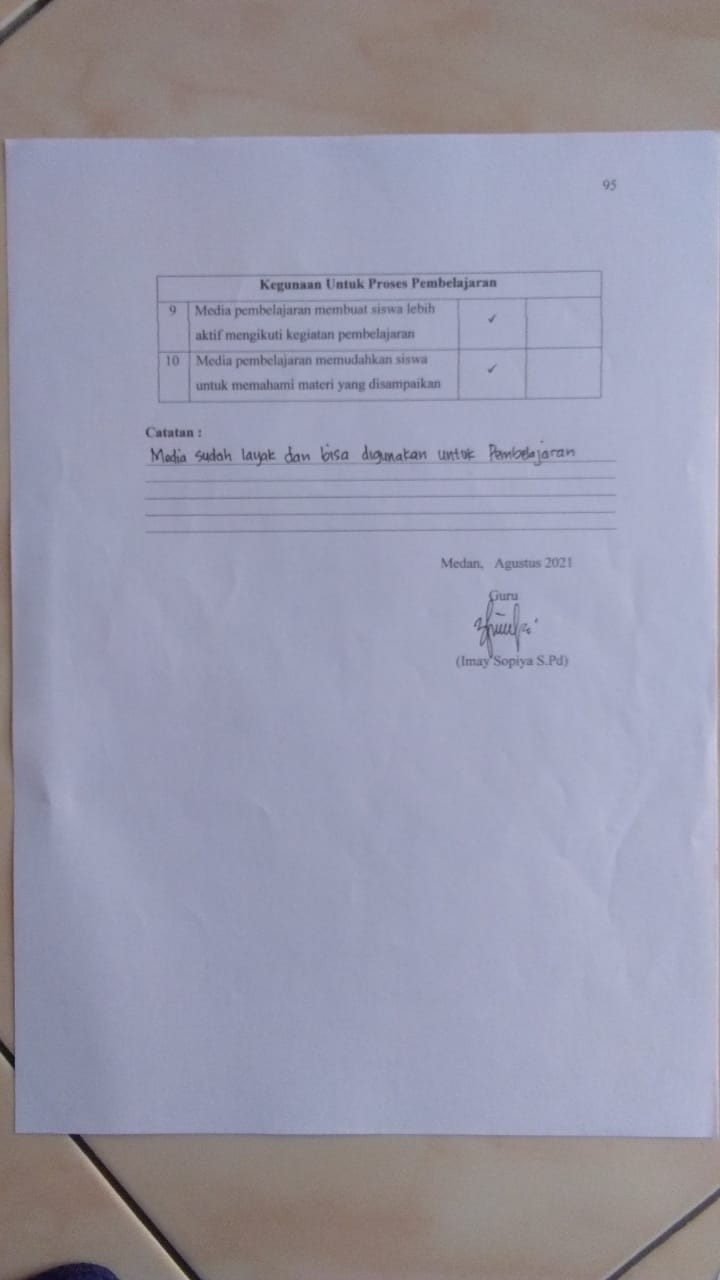 95
Kegunaan Untuk Proses Pembelajaran
9 Media pembelajaran membuat siswa lebih ✓
aktif mengikuti kegiatan pembelajaran
10 Media pembelajaran memudahkan siswa ✓
untuk memahami materi yang disampaikan
Catatan :
Media sudah layak dan bisa digunakan untuk Pembelajaran
Medan, Agustus 2021
Guru
(Imay Sopiya S.Pd)